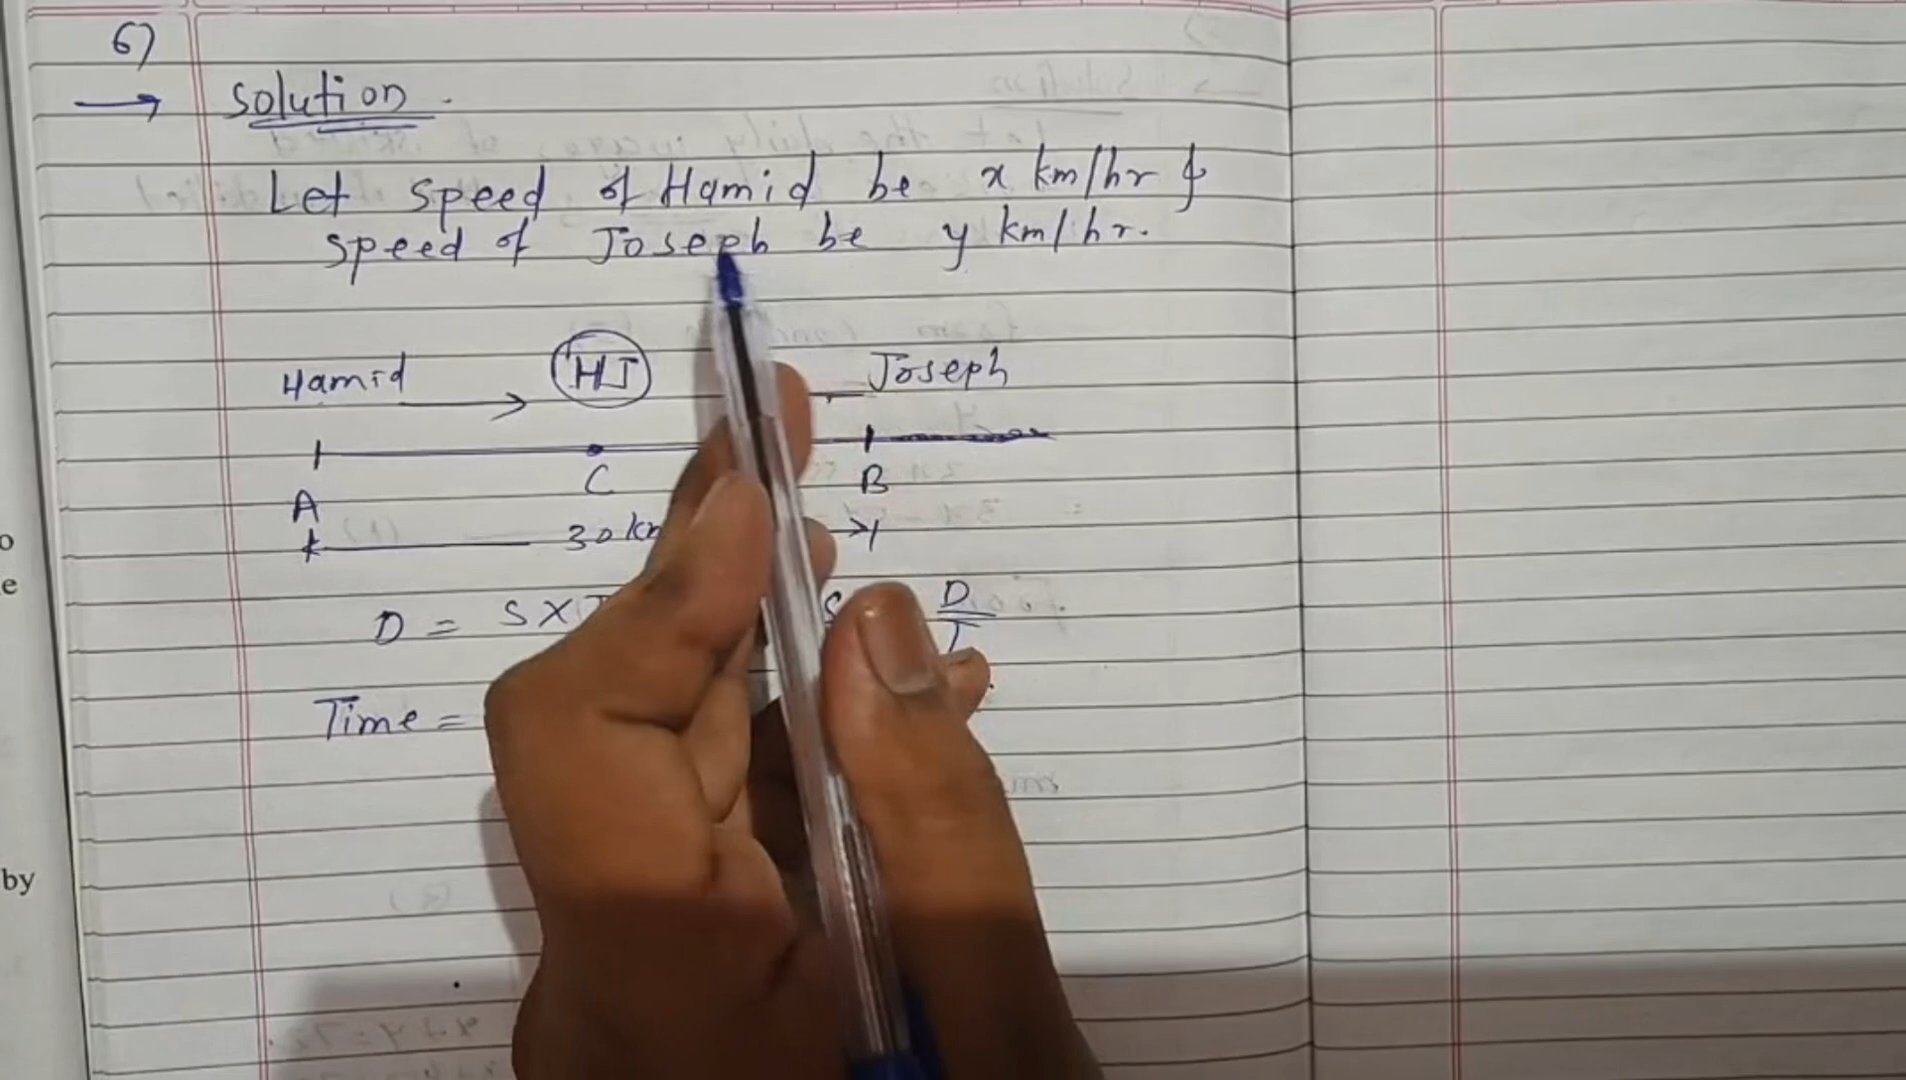 6)
→ Solution.
Let speed of Hamid be x km/hr &
speed of Joseph be y km/hr.
Hamid HJ Joseph
A C B
30 km
D = S X D/T
Time =
o
e
by